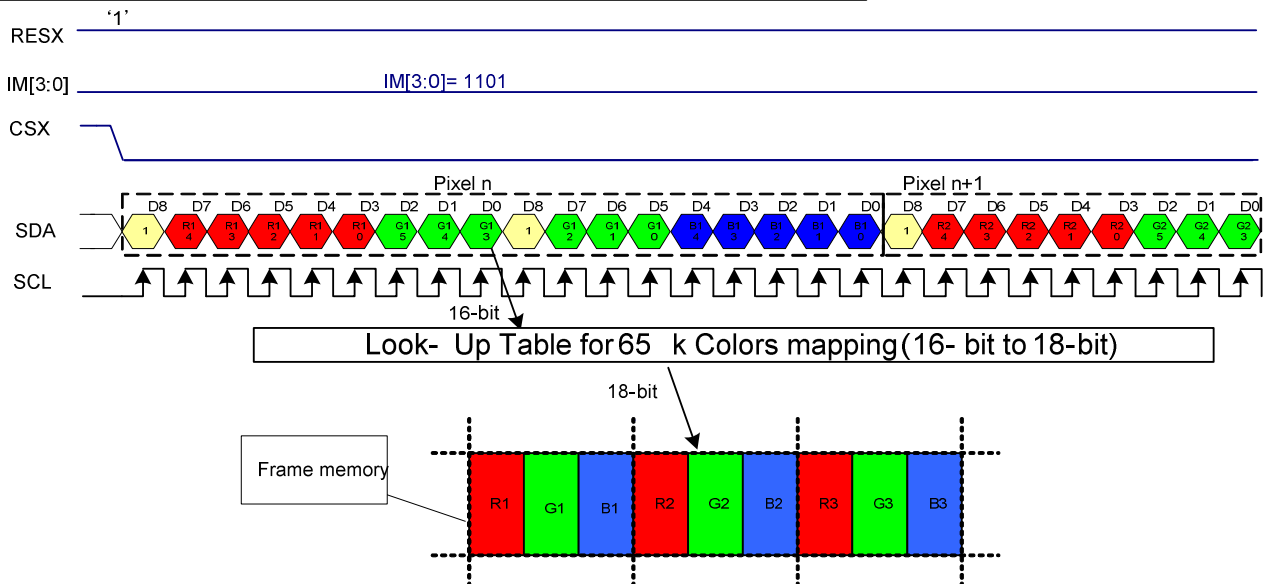 ‘1’
RESX
IM[3:0]
IM[3:0]= 1101
CSX
Pixel n
Pixel n+1
D8 D7 D6 D5 D4 D3 D2 D1 D0 D8 D7 D6 D5 D4 D3 D2 D1 D0 D8 D7 D6 D5 D4 D3 D2 D1 D0
SDA
1 R1 4 R1 3 R1 2 R1 1 R1 0 G1 5 G1 4 G1 3 1 G1 2 G1 1 G1 0 B1 4 B1 3 B1 2 B1 1 B1 0 1 R2 4 R2 3 R2 2 R2 1 R2 0 G2 5 G2 4 G2 3
SCL
16-bit
Look- Up Table for 65 k Colors mapping (16- bit to 18-bit)
18-bit
Frame memory
R1 G1 B1 R2 G2 B2 R3 G3 B3